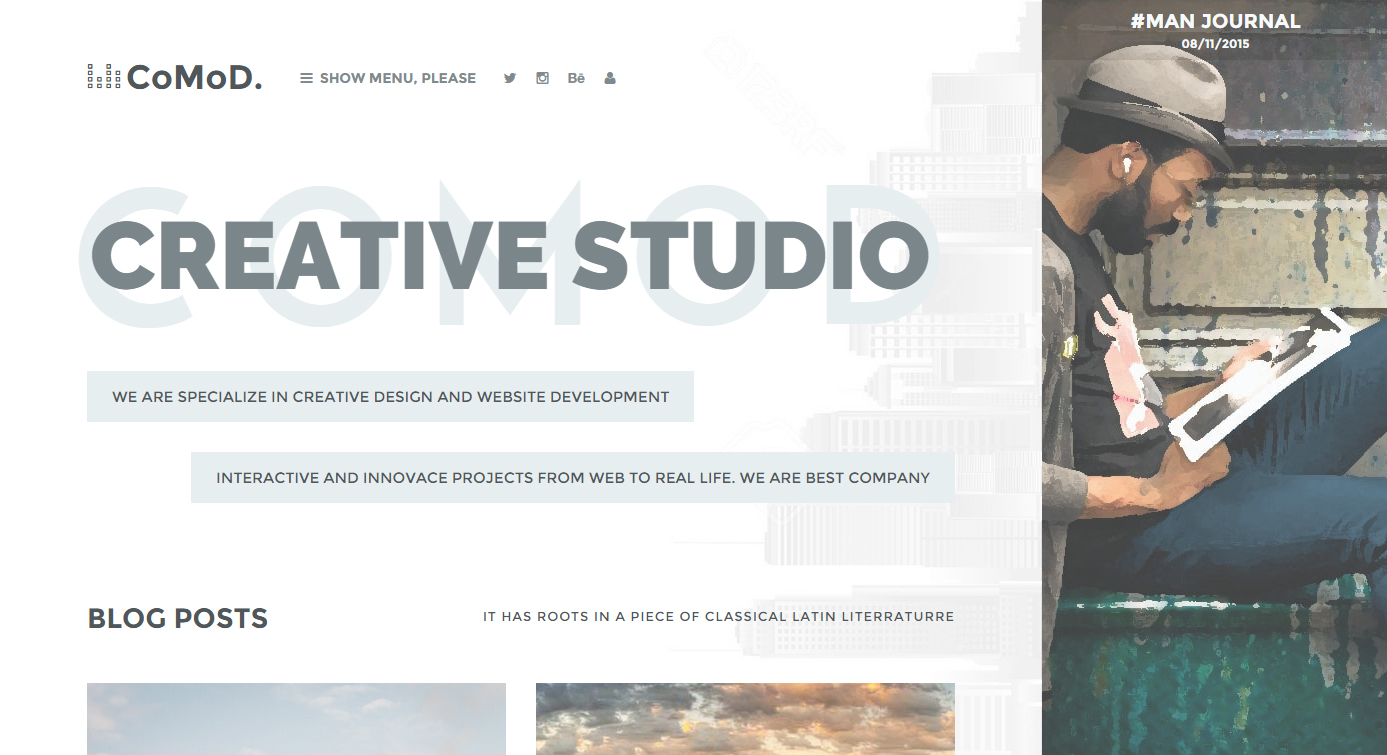 CoMoD.
SHOW MENU, PLEASE
Bē
#MAN JOURNAL
08/11/2015
COMOD
CREATIVE STUDIO
WE ARE SPECIALIZE IN CREATIVE DESIGN AND WEBSITE DEVELOPMENT
INTERACTIVE AND INNOVACE PROJECTS FROM WEB TO REAL LIFE. WE ARE BEST COMPANY
BLOG POSTS
IT HAS ROOTS IN A PIECE OF CLASSICAL LATIN LITERRATURRE